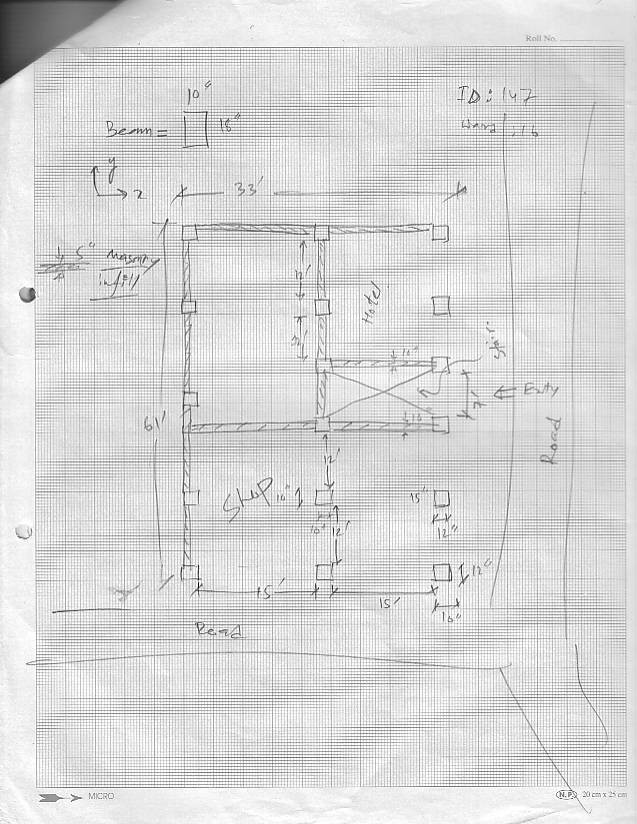 Roll No.
10"
ID: 147
Beam = 18"
Ward: 16
y
x
33'
5" masonry
infill
12'
Hotel
12'
10"
Stair
Enty
7'
10"
61'
Road
12'
Shop 10"
15"
10" 12'
12"
12"
15'
15'
10"
Road
MICRO
N.P. 20 cm x 25 cm